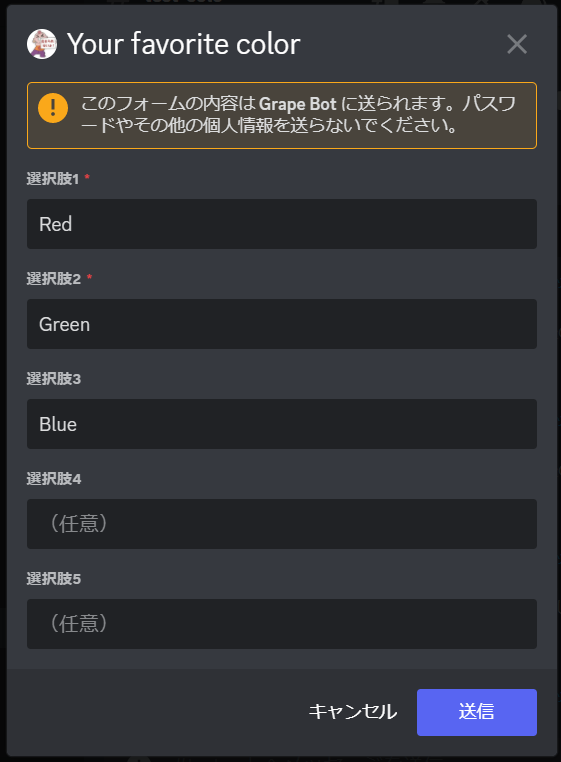 Your favorite color
このフォームの内容は Grape Bot に送られます。パスワ
ードやその他の個人情報を送らないでください。
選択肢1 *
Red
選択肢2 *
Green
選択肢3
Blue
選択肢4
（任意）
選択肢5
（任意）
キャンセル
送信